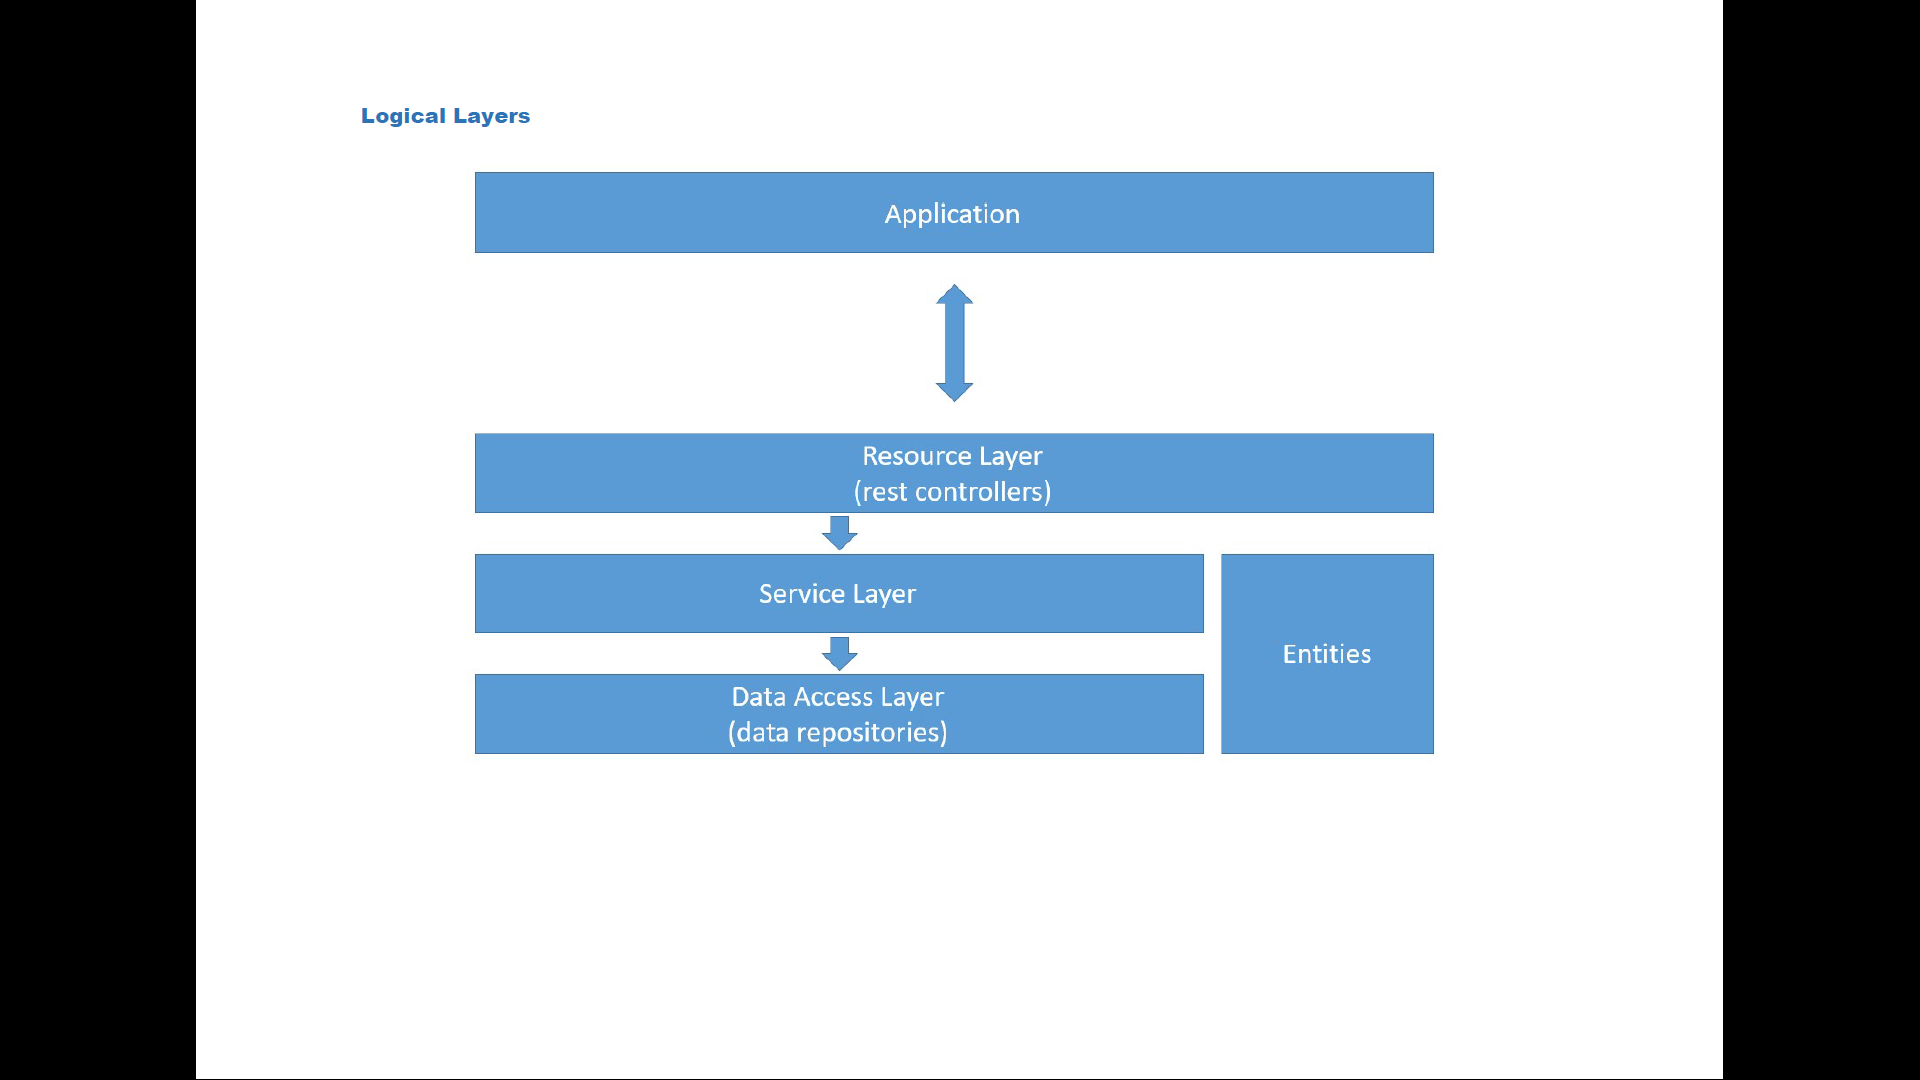 Logical Layers
Application
Resource Layer
(rest controllers)
Service Layer
Entities
Data Access Layer
(data repositories)